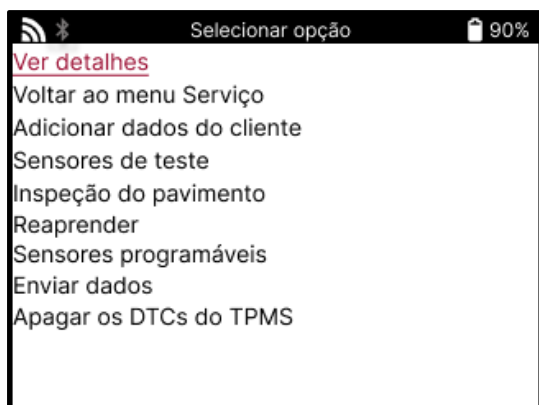 Selecionar opção 90%
Ver detalhes
Voltar ao menu Serviço
Adicionar dados do cliente
Sensores de teste
Inspeção do pavimento
Reaprender
Sensores programáveis
Enviar dados
Apagar os DTCs do TPMS